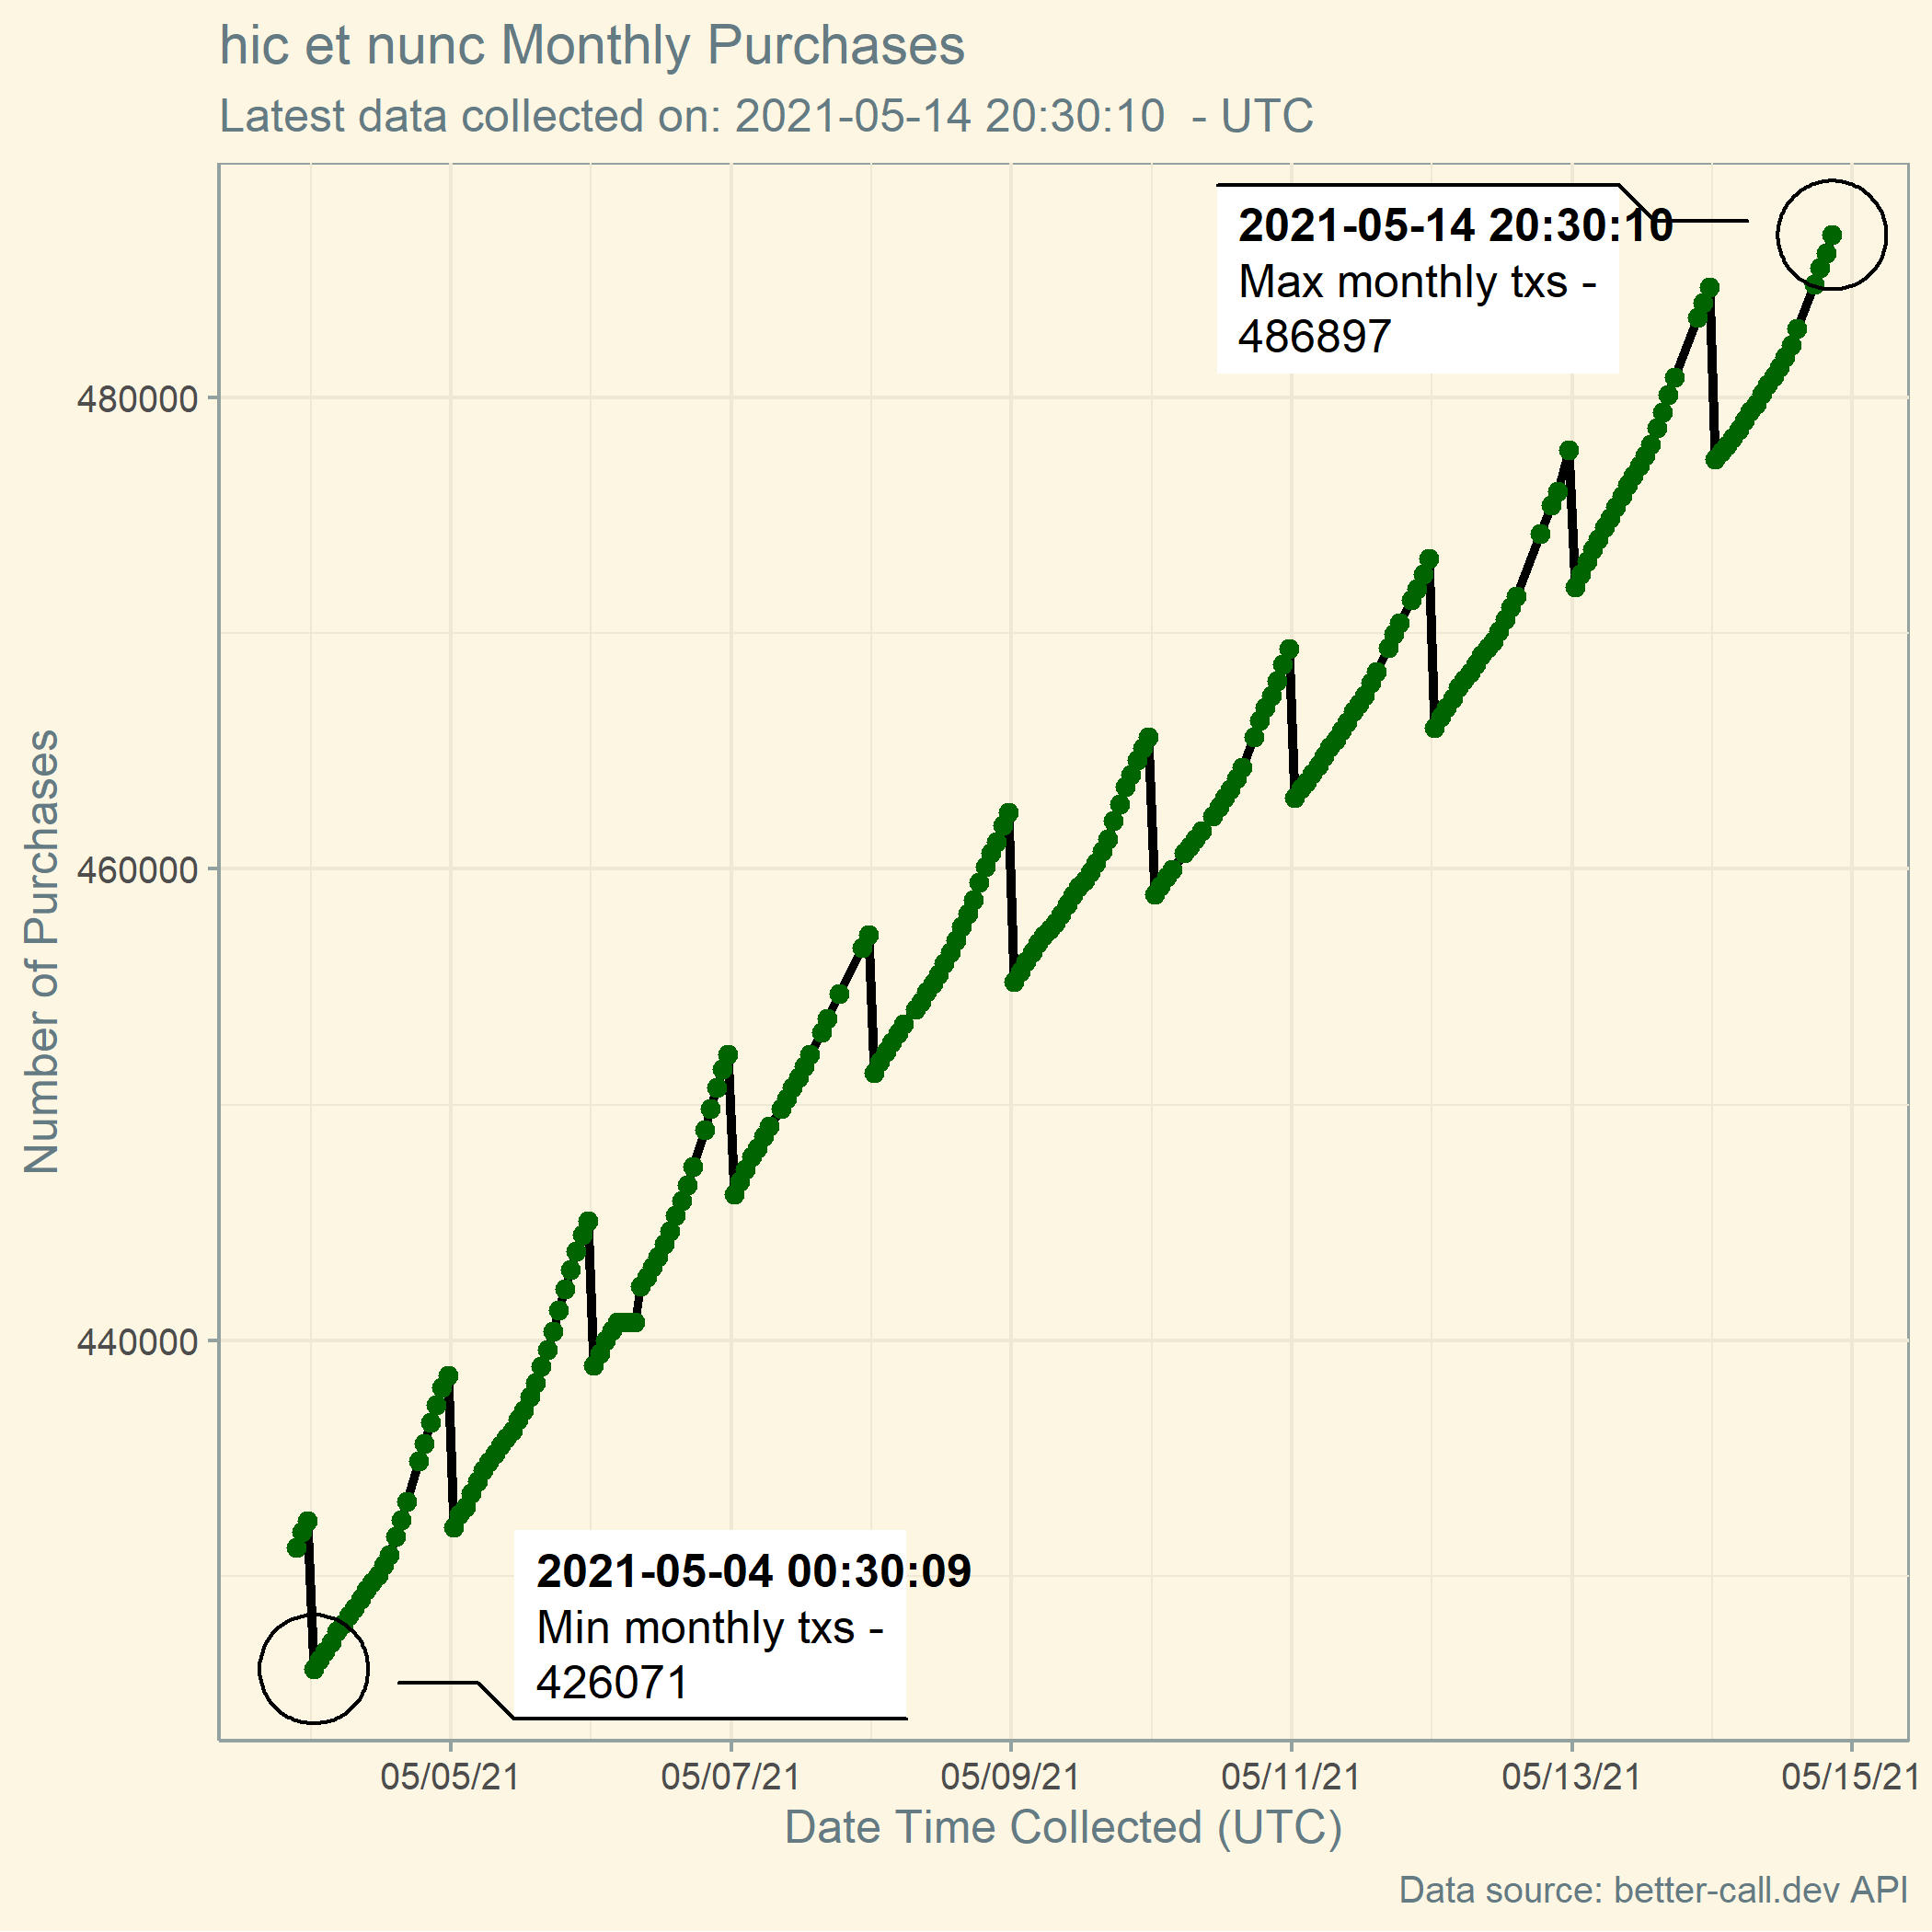 hic et nunc Monthly Purchases
Latest data collected on: 2021-05-14 20:30:10  - UTC
2021-05-14 20:30:10
Max monthly txs -
486897
480000
460000
440000
Number of Purchases
2021-05-04 00:30:09
Min monthly txs -
426071
05/05/21 05/07/21 05/09/21 05/11/21 05/13/21 05/15/21
Date Time Collected (UTC)
Data source: better-call.dev API